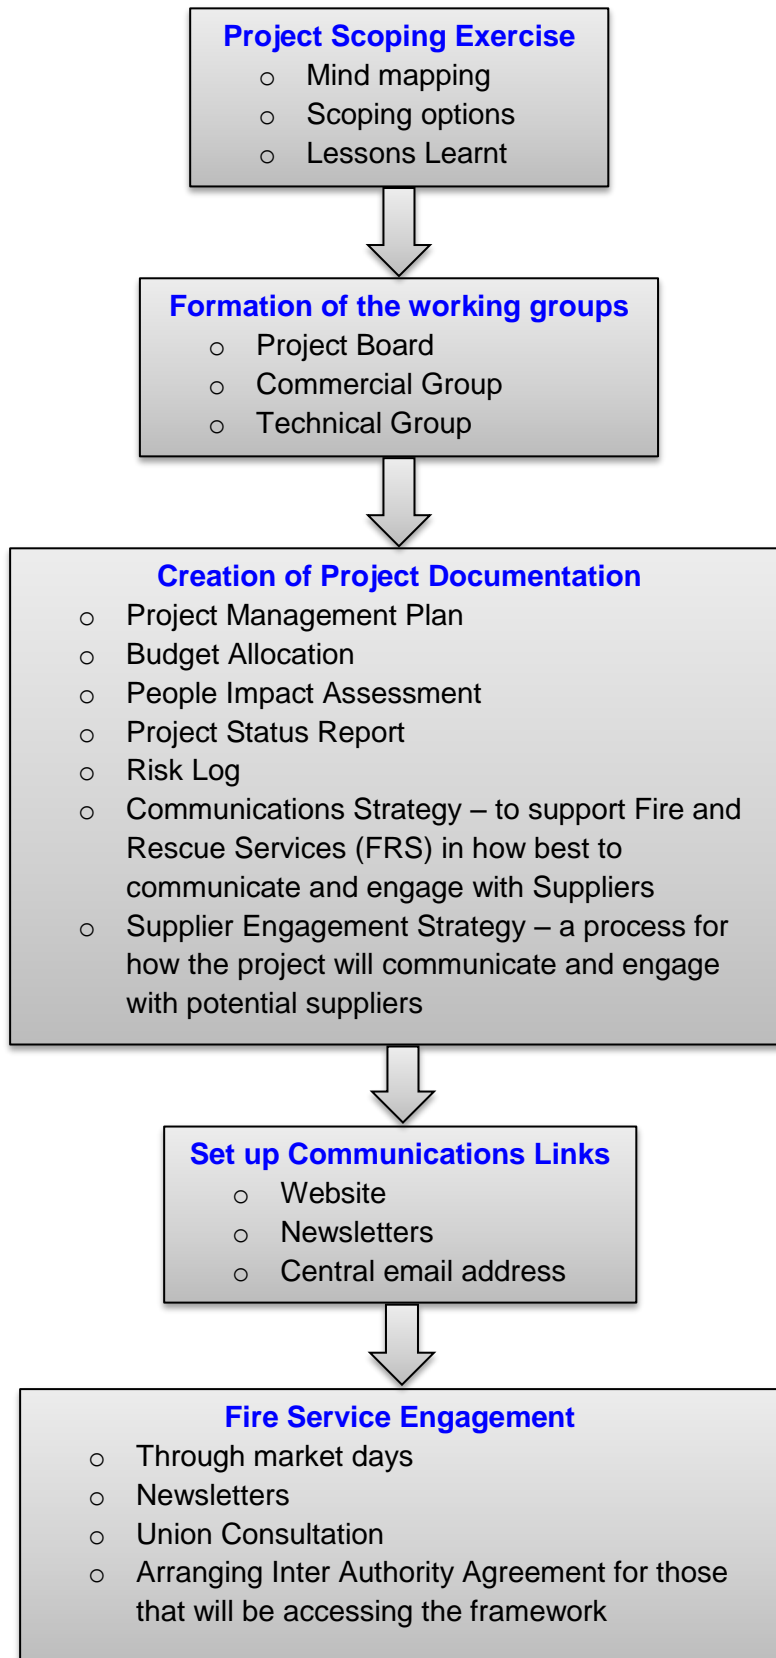 Project Scoping Exercise
o Mind mapping
o Scoping options
o Lessons Learnt
Formation of the working groups
o Project Board
o Commercial Group
o Technical Group
Creation of Project Documentation
o Project Management Plan
o Budget Allocation
o People Impact Assessment
o Project Status Report
o Risk Log
o Communications Strategy – to support Fire and
Rescue Services (FRS) in how best to
communicate and engage with Suppliers
o Supplier Engagement Strategy – a process for
how the project will communicate and engage
with potential suppliers
Set up Communications Links
o Website
o Newsletters
o Central email address
Fire Service Engagement
o Through market days
o Newsletters
o Union Consultation
o Arranging Inter Authority Agreement for those
that will be accessing the framework